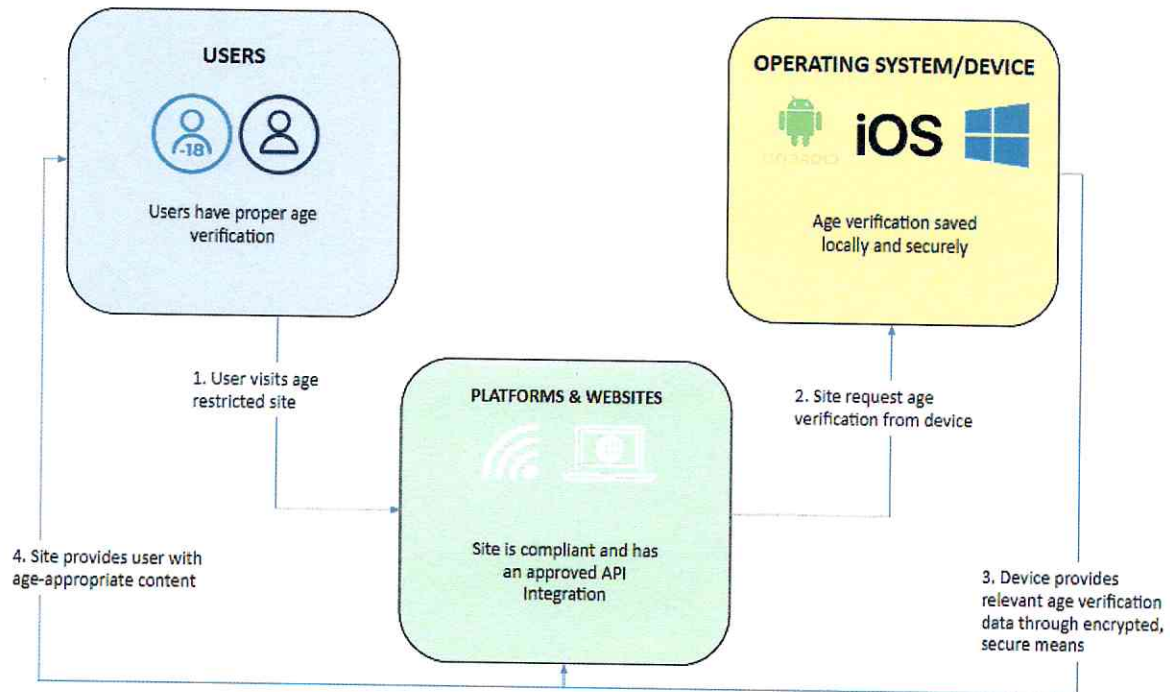 USERS
-18
Users have proper age
verification
OPERATING SYSTEM/DEVICE
ANDROID
iOS
Age verification saved
locally and securely
1. User visits age
restricted site
PLATFORMS & WEBSITES
Site is compliant and has
an approved API
Integration
2. Site request age
verification from device
3. Device provides
relevant age verification
data through encrypted,
secure means
4. Site provides user with
age-appropriate content